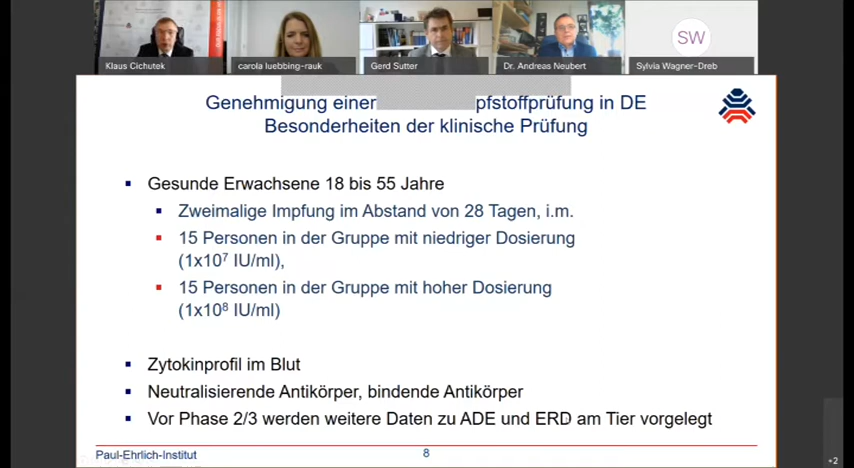 Klaus Cichutek
carola luebbing-rauk
Gerd Sutter
Dr. Andreas Neubert
SW
Sylvia Wagner-Dreb
Genehmigung einer pfstoffprüfung in DE
Besonderheiten der klinische Prüfung
▪ Gesunde Erwachsene 18 bis 55 Jahre
▪ Zweimalige Impfung im Abstand von 28 Tagen, i.m.
▪ 15 Personen in der Gruppe mit niedriger Dosierung
(1x10⁷ IU/ml),
▪ 15 Personen in der Gruppe mit hoher Dosierung
(1x10⁸ IU/ml)
▪ Zytokinprofil im Blut
▪ Neutralisierende Antikörper, bindende Antikörper
▪ Vor Phase 2/3 werden weitere Daten zu ADE und ERD am Tier vorgelegt
Paul-Ehrlich-Institut
8
+2